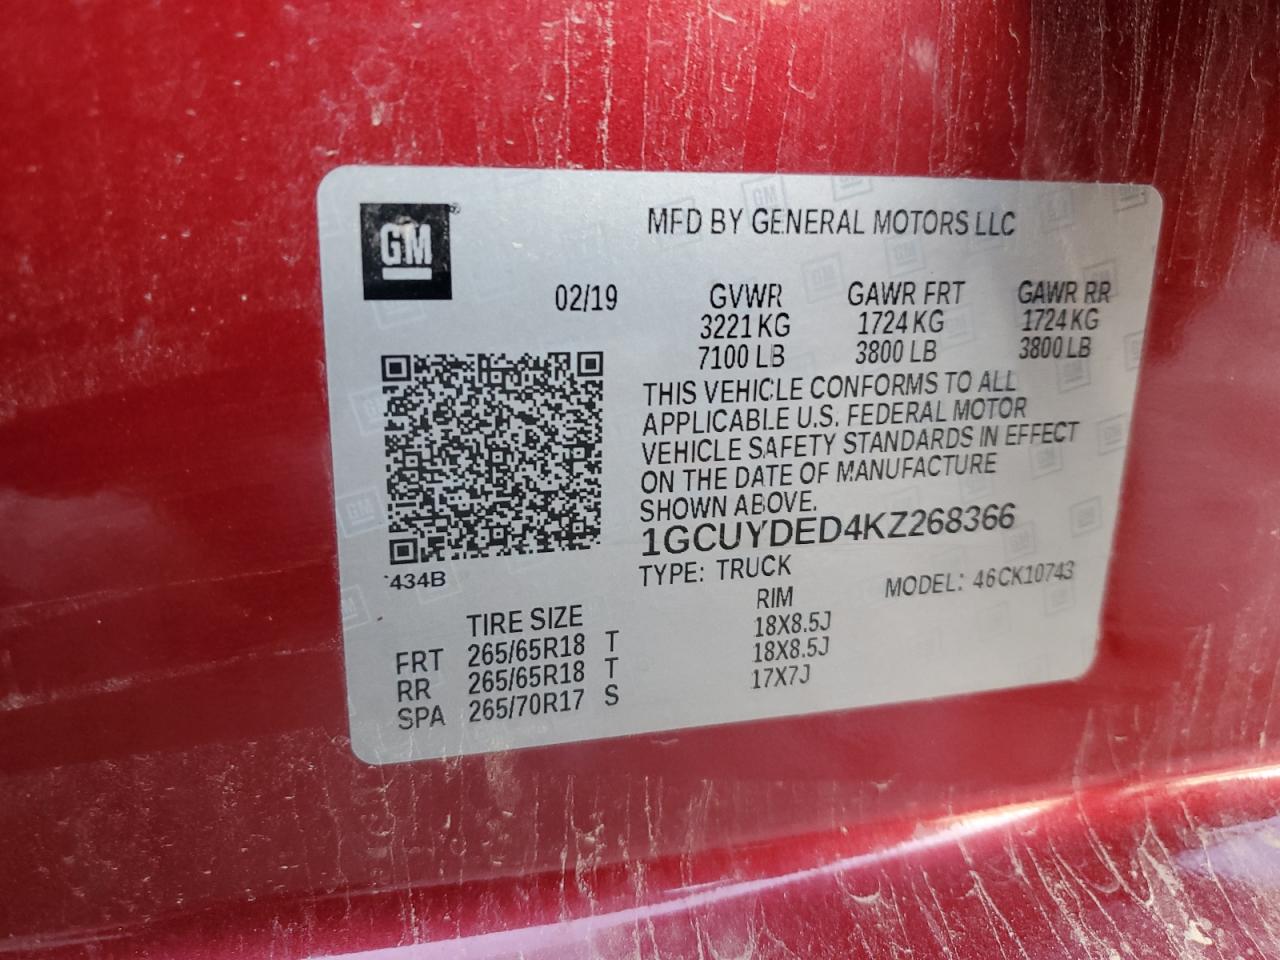 GM
MFD BY GENERAL MOTORS LLC
02/19 GVWR GAWR FRT GAWR RR
3221 KG 1724 KG 1724 KG
7100 LB 3800 LB 3800 LB
THIS VEHICLE CONFORMS TO ALL
APPLICABLE U.S. FEDERAL MOTOR
VEHICLE SAFETY STANDARDS IN EFFECT
ON THE DATE OF MANUFACTURE
SHOWN ABOVE.
1GCUYDED4KZ268366
434B
TYPE: TRUCK MODEL: 46CK10743
TIRE SIZE RIM
FRT 265/65R18 T 18X8.5J
RR 265/65R18 T 18X8.5J
SPA 265/70R17 S 17X7J